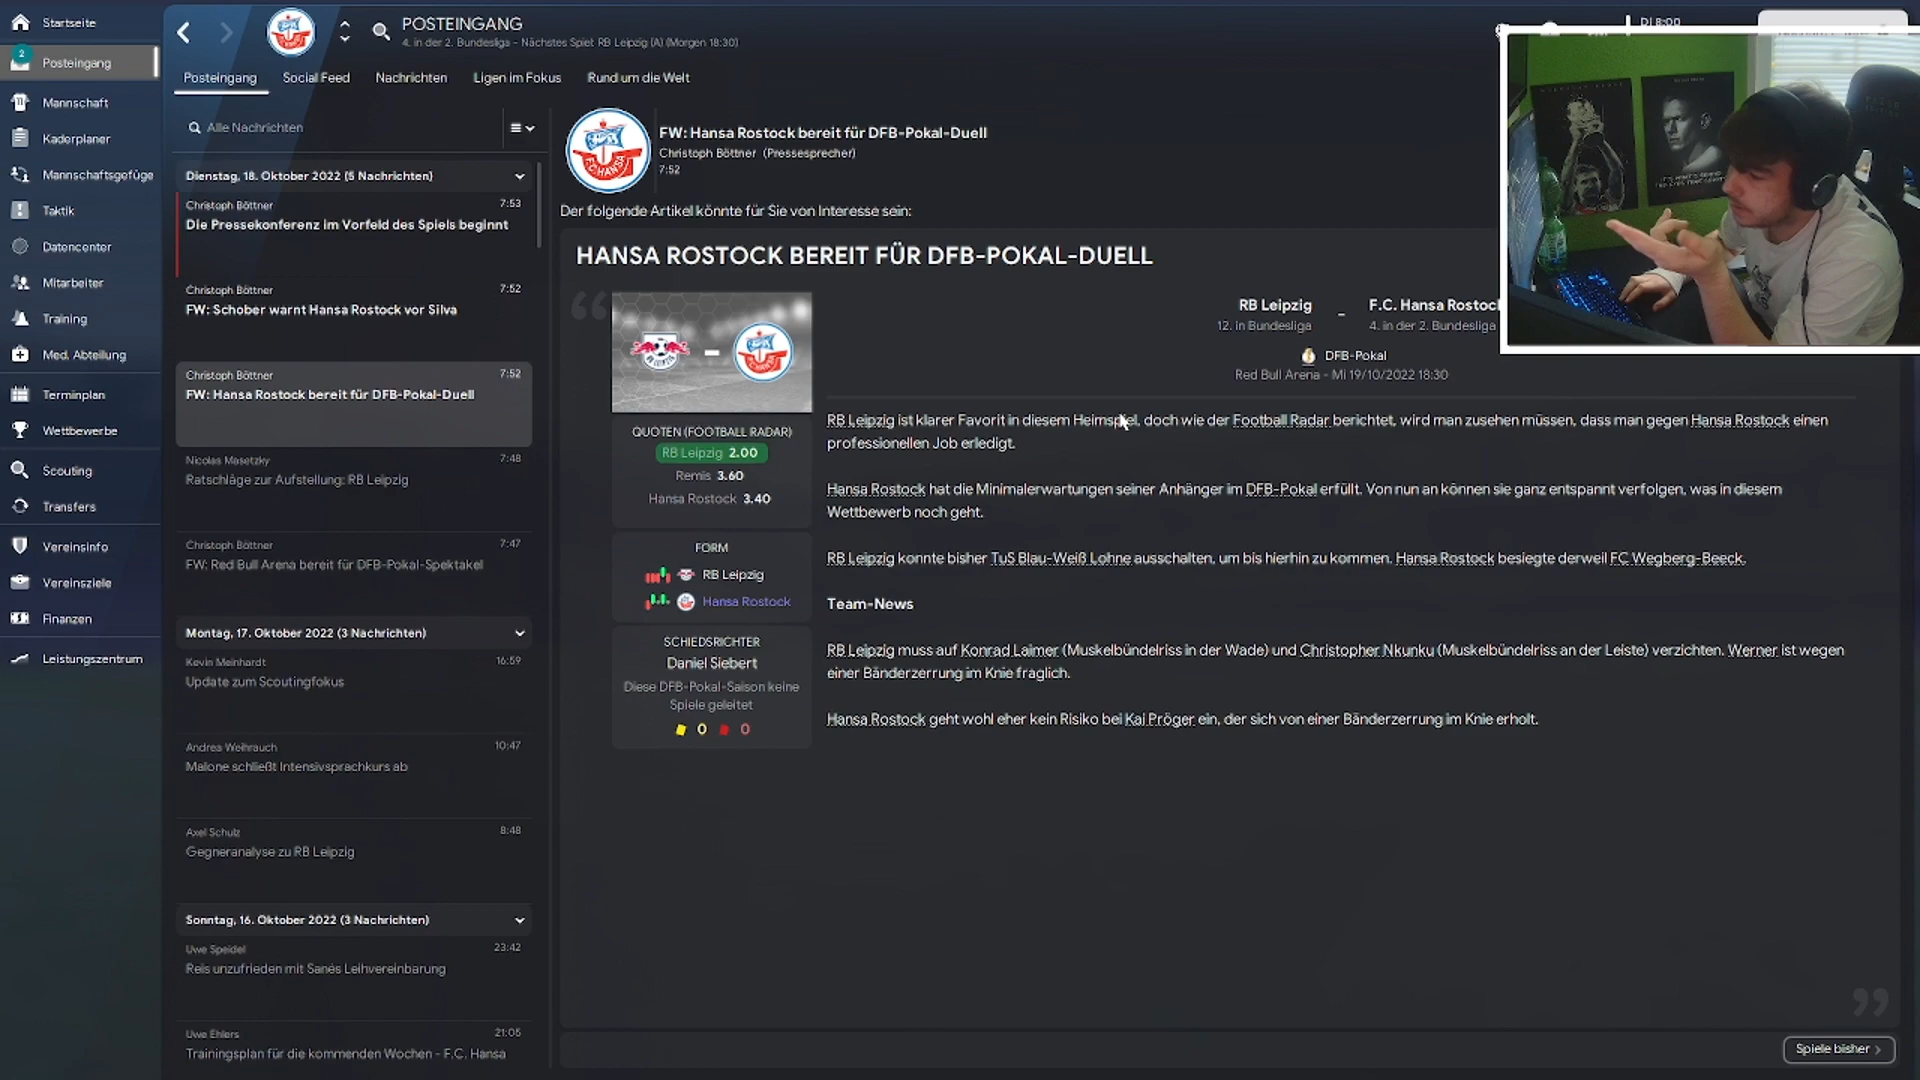 Startseite
2
Posteingang
Mannschaft
Kaderplaner
Mannschaftsgefüge
Taktik
Datencenter
Mitarbeiter
Training
Med. Abteilung
Terminplan
Wettbewerbe
Scouting
Transfers
Vereinsinfo
Vereinsziele
Finanzen
Leistungszentrum
POSTEINGANG
4. in der 2. Bundesliga - Nächstes Spiel: RB Leipzig (A) (Morgen 18:30)
DI 8:00
Posteingang Social Feed Nachrichten Ligen im Fokus Rund um die Welt
Alle Nachrichten
Dienstag, 18. Oktober 2022 (5 Nachrichten)
Christoph Böttner 7:53
Die Pressekonferenz im Vorfeld des Spiels beginnt
Christoph Böttner 7:52
FW: Schober warnt Hansa Rostock vor Silva
Christoph Böttner 7:52
FW: Hansa Rostock bereit für DFB-Pokal-Duell
Nicolas Masetzky 7:48
Ratschläge zur Aufstellung: RB Leipzig
Christoph Böttner 7:47
FW: Red Bull Arena bereit für DFB-Pokal-Spektakel
Montag, 17. Oktober 2022 (3 Nachrichten)
Kevin Meinhardt 16:59
Update zum Scoutingfokus
Andrea Weihrauch 10:47
Malone schließt Intensivsprachkurs ab
Axel Schulz 8:48
Gegneranalyse zu RB Leipzig
Sonntag, 16. Oktober 2022 (3 Nachrichten)
Uwe Speidel 23:42
Reis unzufrieden mit Sanés Leihvereinbarung
Uwe Ehlers 21:05
Trainingsplan für die kommenden Wochen - F.C. Hansa
F.C. HANSA
FW: Hansa Rostock bereit für DFB-Pokal-Duell
Christoph Böttner (Pressesprecher)
7:52
Der folgende Artikel könnte für Sie von Interesse sein:
HANSA ROSTOCK BEREIT FÜR DFB-POKAL-DUELL
RB Leipzig - F.C. Hansa Rostock
12. in Bundesliga 4. in der 2. Bundesliga
DFB-Pokal
Red Bull Arena - Mi 19/10/2022 18:30
QUOTEN (FOOTBALL RADAR)
RB Leipzig 2.00
Remis 3.60
Hansa Rostock 3.40
FORM
RB Leipzig
Hansa Rostock
SCHIEDSRICHTER
Daniel Siebert
Diese DFB-Pokal-Saison keine
Spiele geleitet
0 0
RB Leipzig ist klarer Favorit in diesem Heimspiel, doch wie der Football Radar berichtet, wird man zusehen müssen, dass man gegen Hansa Rostock einen
professionellen Job erledigt.
Hansa Rostock hat die Minimalerwartungen seiner Anhänger im DFB-Pokal erfüllt. Von nun an können sie ganz entspannt verfolgen, was in diesem
Wettbewerb noch geht.
RB Leipzig konnte bisher TuS Blau-Weiß Lohne ausschalten, um bis hierhin zu kommen. Hansa Rostock besiegte derweil FC Wegberg-Beeck.
Team-News
RB Leipzig muss auf Konrad Laimer (Muskelbündelriss in der Wade) und Christopher Nkunku (Muskelbündelriss an der Leiste) verzichten. Werner ist wegen
einer Bänderzerrung im Knie fraglich.
Hansa Rostock geht wohl eher kein Risiko bei Kai Pröger ein, der sich von einer Bänderzerrung im Knie erholt.
Spiele bisher